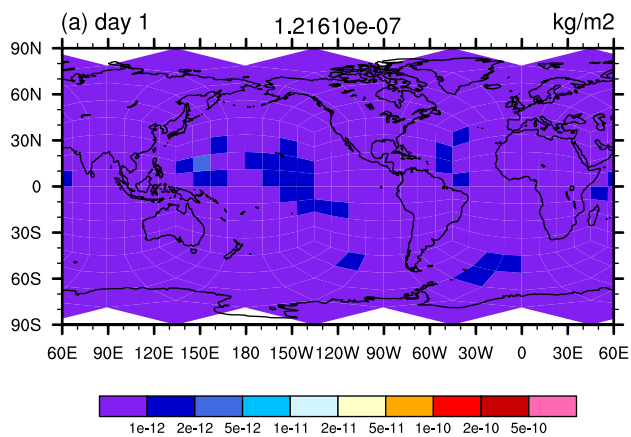 (a) day 1 1.21610e-07 kg/m2
90N
60N
30N
0
30S
60S
90S
60E 90E 120E 150E 180 150W 120W 90W 60W 30W 0 30E 60E
1e-12 2e-12 5e-12 1e-11 2e-11 5e-11 1e-10 2e-10 5e-10